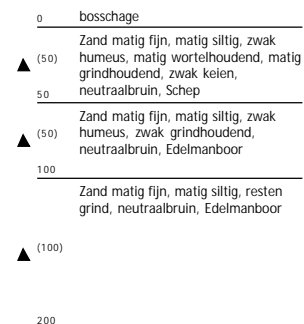 0 bosschage
Zand matig fijn, matig siltig, zwak
(50) humeus, matig wortelhoudend, matig
grindhoudend, zwak keien,
50 neutraalbruin, Schep
Zand matig fijn, matig siltig, zwak
(50) humeus, zwak grindhoudend,
neutraalbruin, Edelmanboor
100
Zand matig fijn, matig siltig, resten
grind, neutraalbruin, Edelmanboor
(100)
200